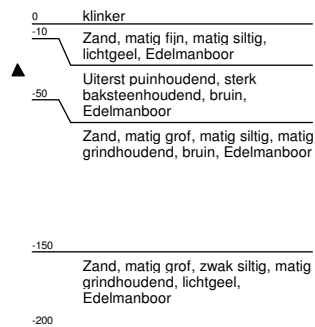 0 klinker
-10
Zand, matig fijn, matig siltig,
lichtgeel, Edelmanboor
Uiterst puinhoudend, sterk
baksteenhoudend, bruin,
Edelmanboor
-50
Zand, matig grof, matig siltig, matig
grindhoudend, bruin, Edelmanboor
-150
Zand, matig grof, zwak siltig, matig
grindhoudend, lichtgeel,
Edelmanboor
-200